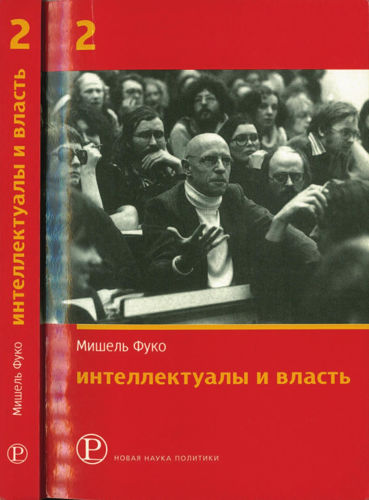 2
Мишель Фуко
интеллектуалы и власть
2
Мишель Фуко
интеллектуалы и власть
Р
НОВАЯ НАУКА ПОЛИТИКИ
Р